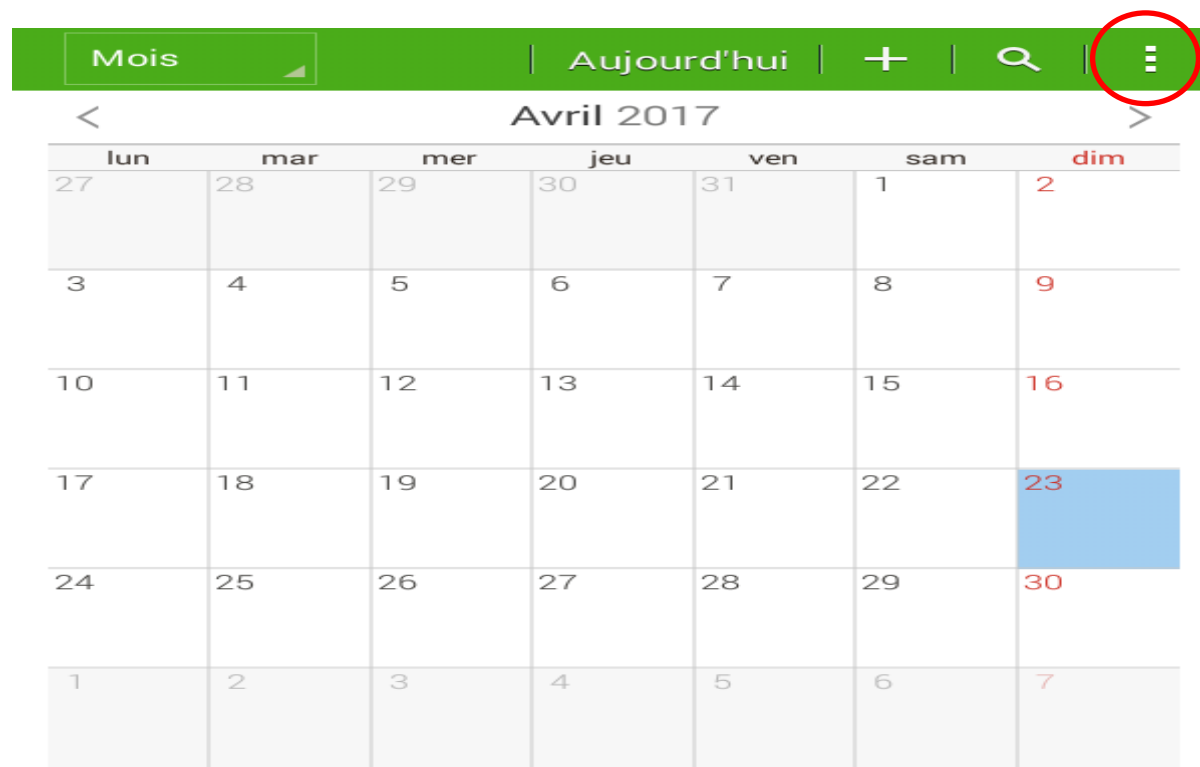 Mois Aujourd'hui
< Avril 2017 >
lun mar mer jeu ven sam dim
27 28 29 30 31 1 2
3 4 5 6 7 8 9
10 11 12 13 14 15 16
17 18 19 20 21 22 23
24 25 26 27 28 29 30
1 2 3 4 5 6 7